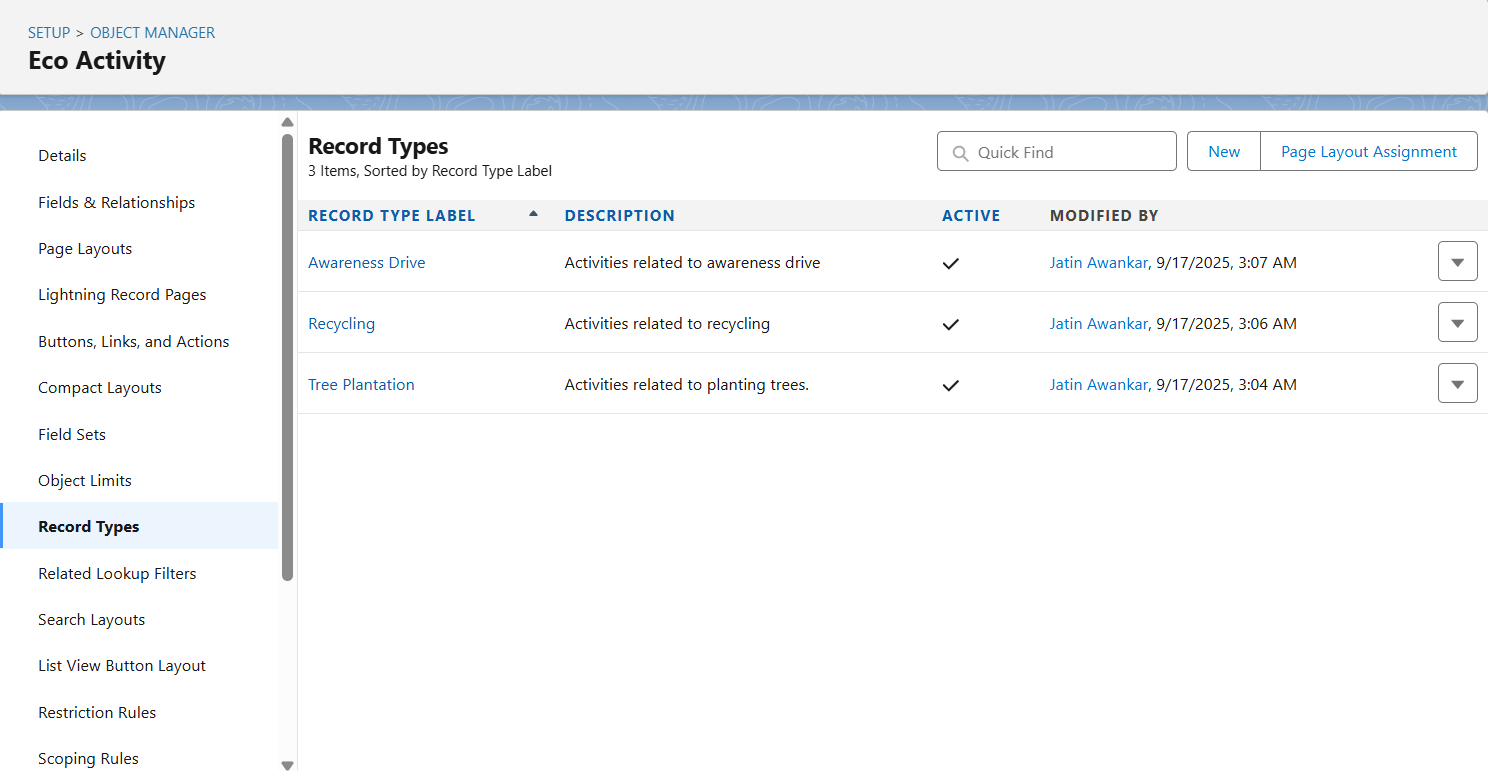 SETUP > OBJECT MANAGER
Eco Activity
Details
Fields & Relationships
Page Layouts
Lightning Record Pages
Buttons, Links, and Actions
Compact Layouts
Field Sets
Object Limits
Record Types
Related Lookup Filters
Search Layouts
List View Button Layout
Restriction Rules
Scoping Rules
Record Types
3 Items, Sorted by Record Type Label
Quick Find
New
Page Layout Assignment
RECORD TYPE LABEL DESCRIPTION ACTIVE MODIFIED BY
Awareness Drive Activities related to awareness drive Jatin Awankar, 9/17/2025, 3:07 AM
Recycling Activities related to recycling Jatin Awankar, 9/17/2025, 3:06 AM
Tree Plantation Activities related to planting trees. Jatin Awankar, 9/17/2025, 3:04 AM